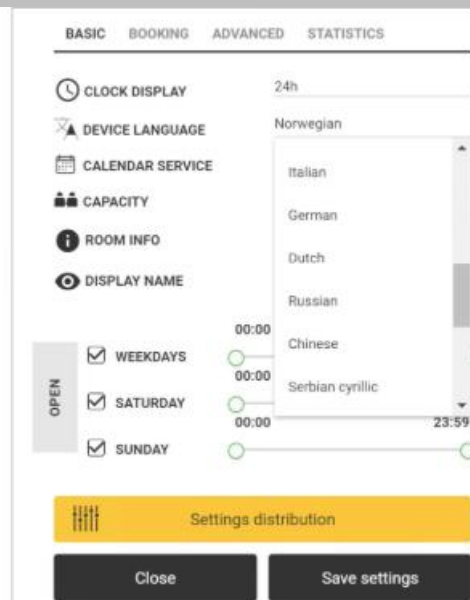 BASIC BOOKING ADVANCED STATISTICS
CLOCK DISPLAY 24h
DEVICE LANGUAGE Norwegian
CALENDAR SERVICE
CAPACITY
ROOM INFO
DISPLAY NAME
Italian
German
Dutch
Russian
Chinese
Serbian cyrillic
OPEN
00:00
WEEKDAYS
00:00
SATURDAY
00:00 23:59
SUNDAY
Settings distribution
Close Save settings